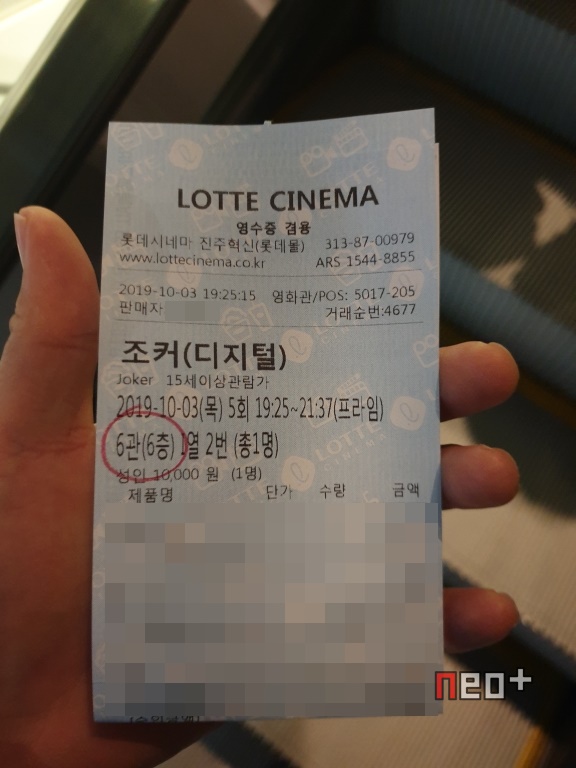 LOTTE CINEMA
영수증 겸용
롯데시네마 진주혁신(롯데몰) 313-87-00979
www.lottecinema.co.kr ARS 1544-8855
2019-10-03 19:25:15 영화관/POS: 5017-205
판매자 거래순번:4677
조커(디지털)
Joker 15세이상관람가
2019-10-03(목) 5회 19:25~21:37(프라임)
6관(6층) 열 2번 (총1명)
성인 10,000 원 (1명)
제품명 단가 수량 금액
neo+